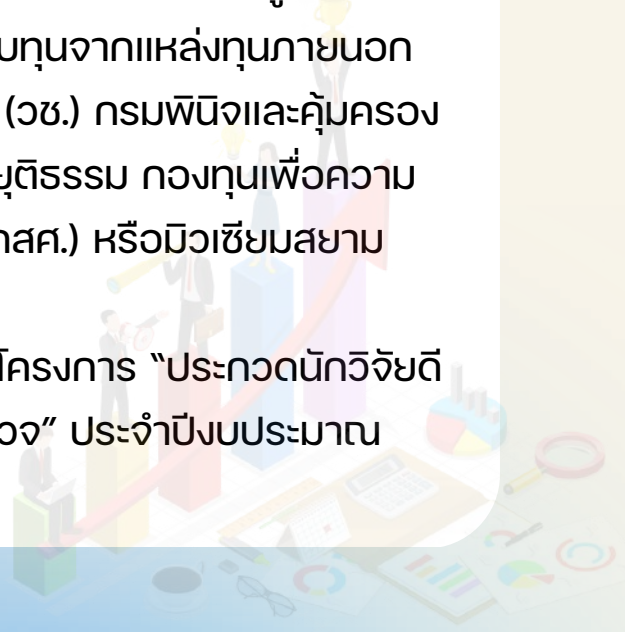 บทุนจากแหล่งทุนภายนอก
(วช.) กรมพินิจและคุ้มครอง
ยุติธรรม กองทุนเพื่อความ
กสศ.) หรือมิวเซียมสยาม
โครงการ “ประกวดนักวิจัยดี
วจ” ประจำปีงบประมาณ